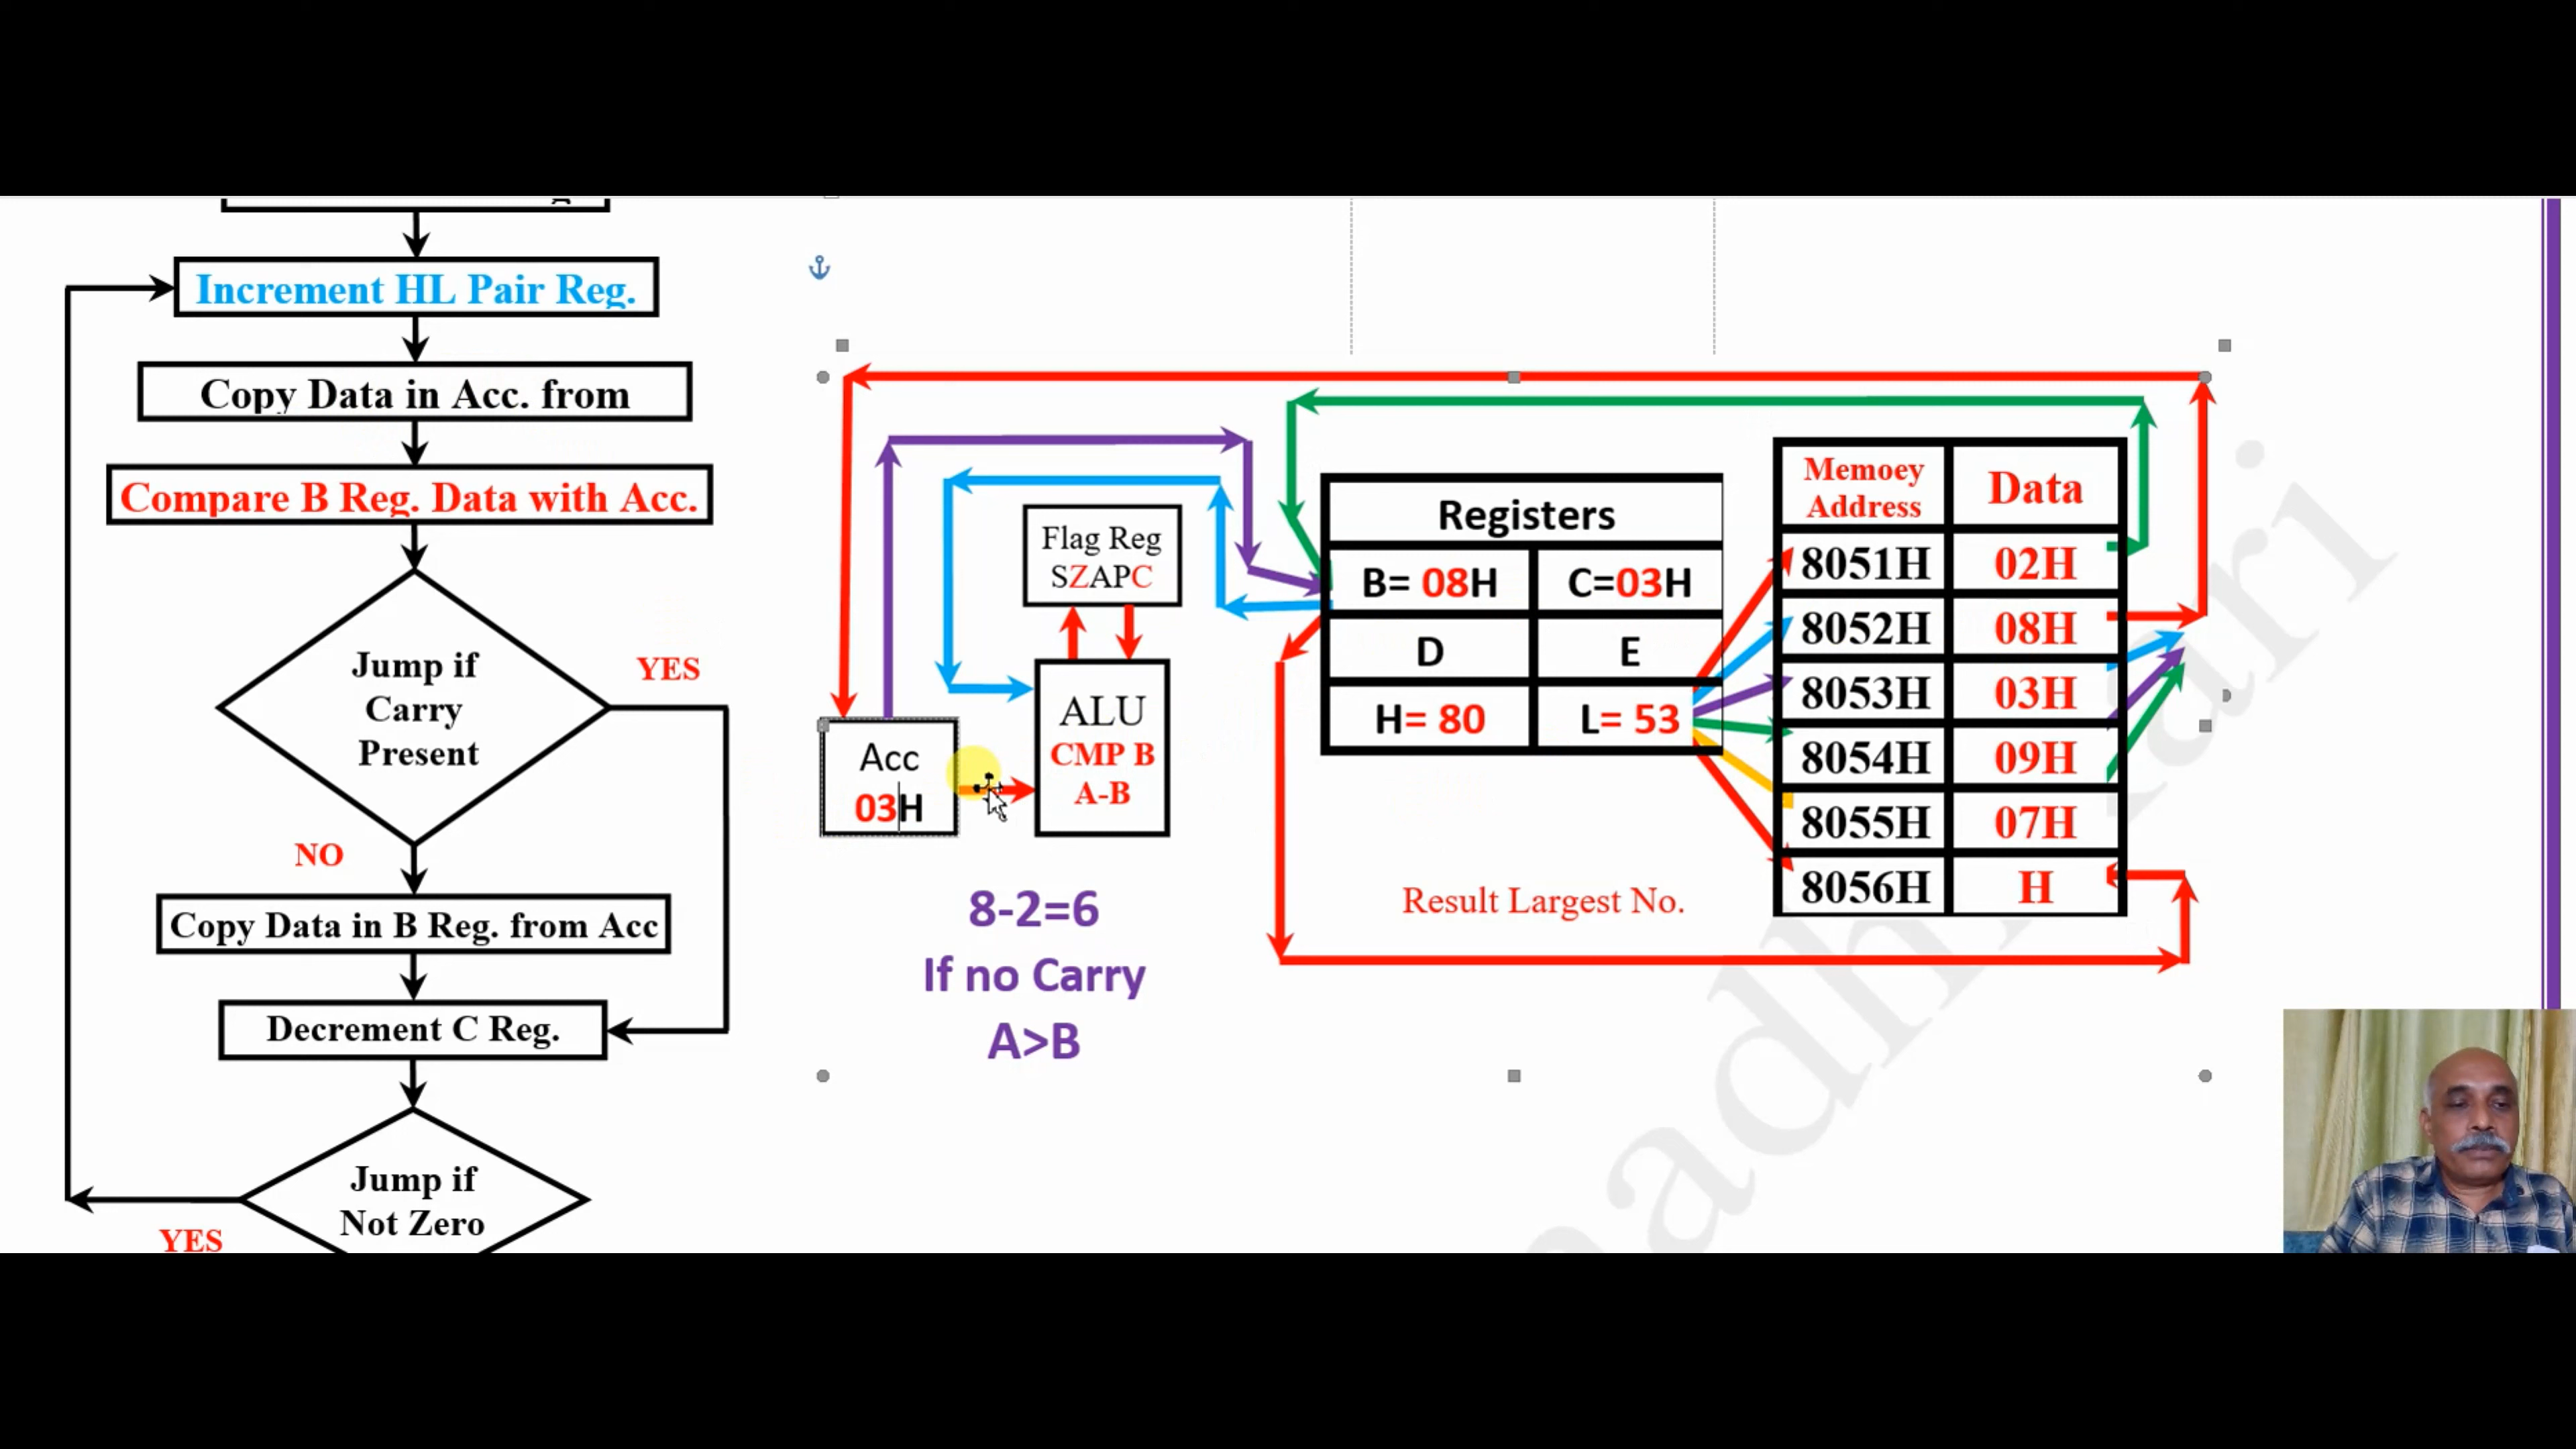 Increment HL Pair Reg.
Copy Data in Acc. from
Compare B Reg. Data with Acc.
Jump if
Carry
Present
YES
NO
Copy Data in B Reg. from Acc
Decrement C Reg.
Jump if
Not Zero
YES
Flag Reg
SZAPC
ALU
CMP B
A-B
Acc
03H
8-2=6
If no Carry
A>B
Registers
B= 08H C=03H
D E
H= 80 L= 53
Result Largest No.
Memoey
Address
Data
8051H 02H
8052H 08H
8053H 03H
8054H 09H
8055H 07H
8056H H